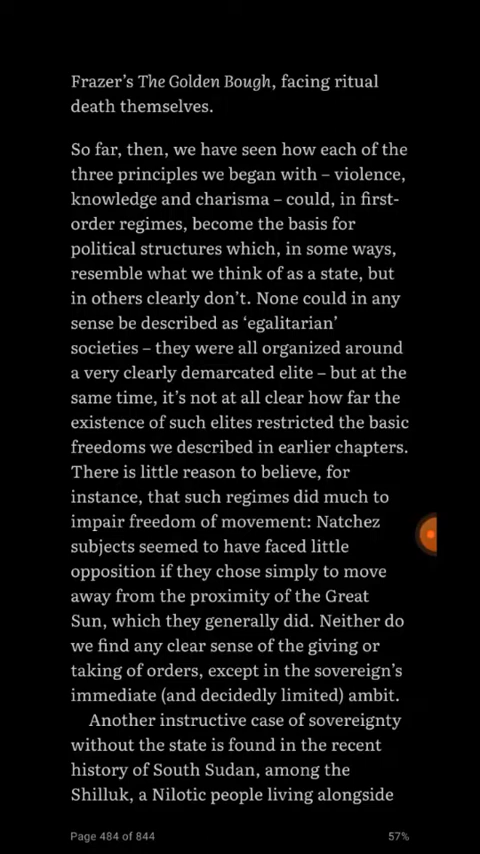 Frazer’s The Golden Bough, facing ritual
death themselves.
So far, then, we have seen how each of the
three principles we began with – violence,
knowledge and charisma – could, in first-
order regimes, become the basis for
political structures which, in some ways,
resemble what we think of as a state, but
in others clearly don’t. None could in any
sense be described as ‘egalitarian’
societies – they were all organized around
a very clearly demarcated elite – but at the
same time, it’s not at all clear how far the
existence of such elites restricted the basic
freedoms we described in earlier chapters.
There is little reason to believe, for
instance, that such regimes did much to
impair freedom of movement: Natchez
subjects seemed to have faced little
opposition if they chose simply to move
away from the proximity of the Great
Sun, which they generally did. Neither do
we find any clear sense of the giving or
taking of orders, except in the sovereign’s
immediate (and decidedly limited) ambit.
Another instructive case of sovereignty
without the state is found in the recent
history of South Sudan, among the
Shilluk, a Nilotic people living alongside
Page 484 of 844
57%